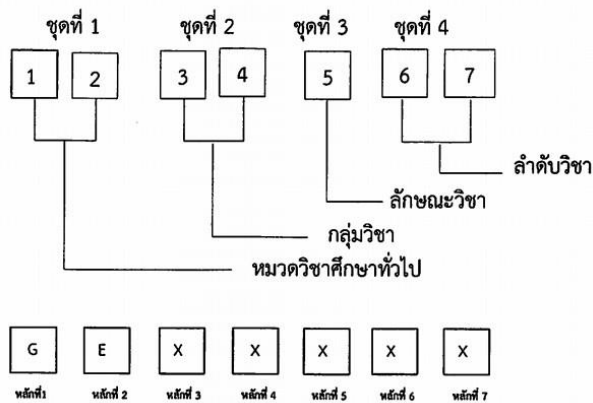 ชุดที่ 1 ชุดที่ 2 ชุดที่ 3 ชุดที่ 4
1 2 3 4 5 6 7
ลำดับวิชา
ลักษณะวิชา
กลุ่มวิชา
หมวดวิชาศึกษาทั่วไป
G E X X X X X
หลักที่1 หลักที่ 2 หลักที่ 3 หลักที่ 4 หลักที่ 5 หลักที่ 6 หลักที่ 7